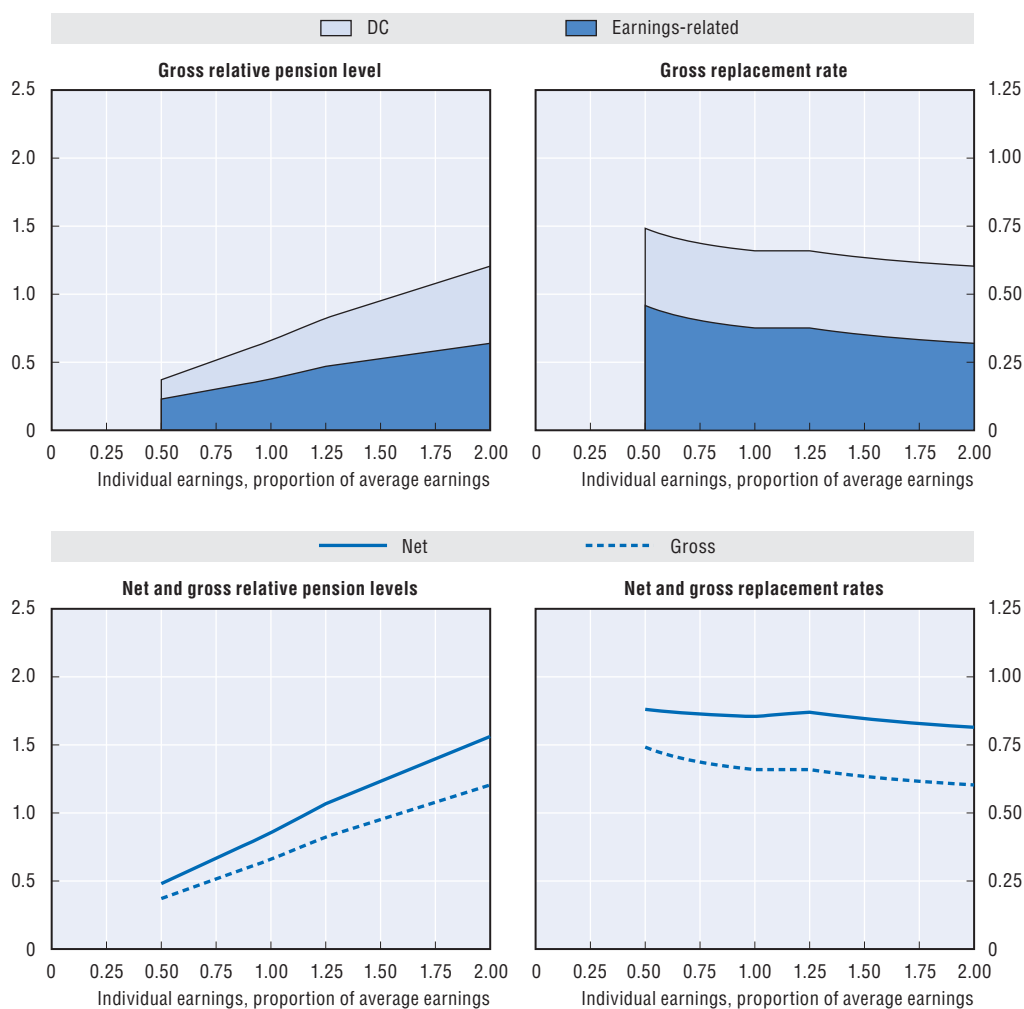 DC Earnings-related
Gross relative pension level
2.5
2.0
1.5
1.0
0.5
0
0 0.25 0.50 0.75 1.00 1.25 1.50 1.75 2.00
Individual earnings, proportion of average earnings
Gross replacement rate
1.25
1.00
0.75
0.50
0.25
0
0 0.25 0.50 0.75 1.00 1.25 1.50 1.75 2.00
Individual earnings, proportion of average earnings
Net Gross
Net and gross relative pension levels
2.5
2.0
1.5
1.0
0.5
0
0 0.25 0.50 0.75 1.00 1.25 1.50 1.75 2.00
Individual earnings, proportion of average earnings
Net and gross replacement rates
1.25
1.00
0.75
0.50
0.25
0
0 0.25 0.50 0.75 1.00 1.25 1.50 1.75 2.00
Individual earnings, proportion of average earnings